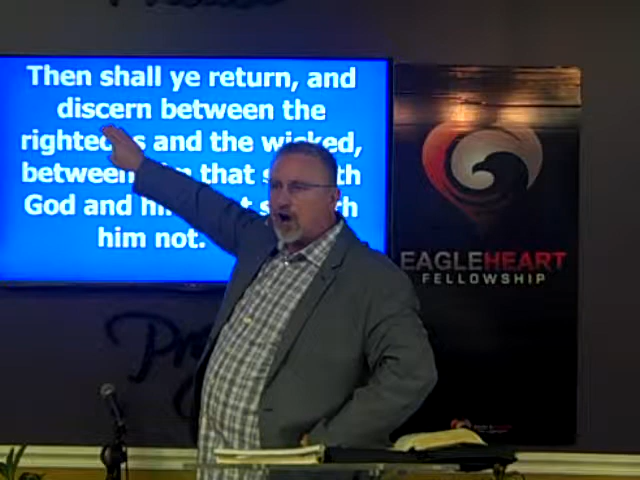 Then shall ye return, and
discern between the
and the wicked,
that
God and
him not.
EAGLEHEART
FELLOWSHIP